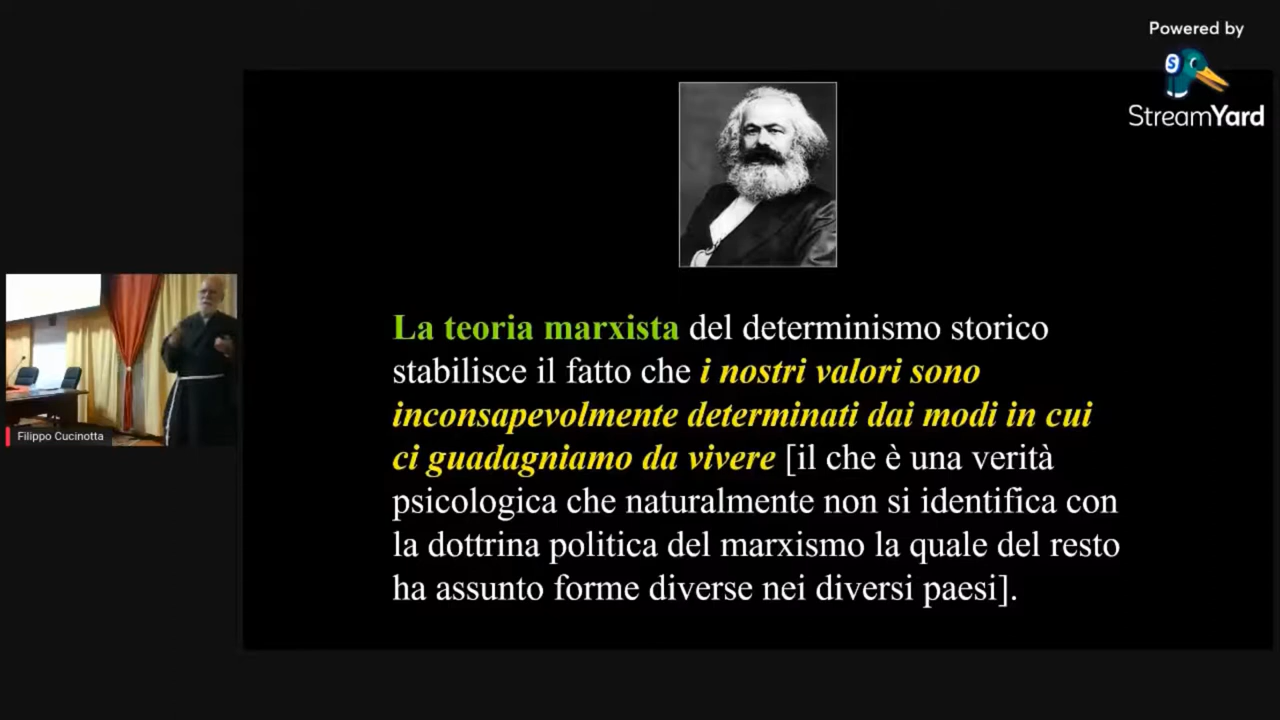 Powered by
StreamYard
La teoria marxista del determinismo storico
stabilisce il fatto che i nostri valori sono
inconsapevolmente determinati dai modi in cui
ci guadagniamo da vivere [il che è una verità
psicologica che naturalmente non si identifica con
la dottrina politica del marxismo la quale del resto
ha assunto forme diverse nei diversi paesi].
Filippo Cucinotta